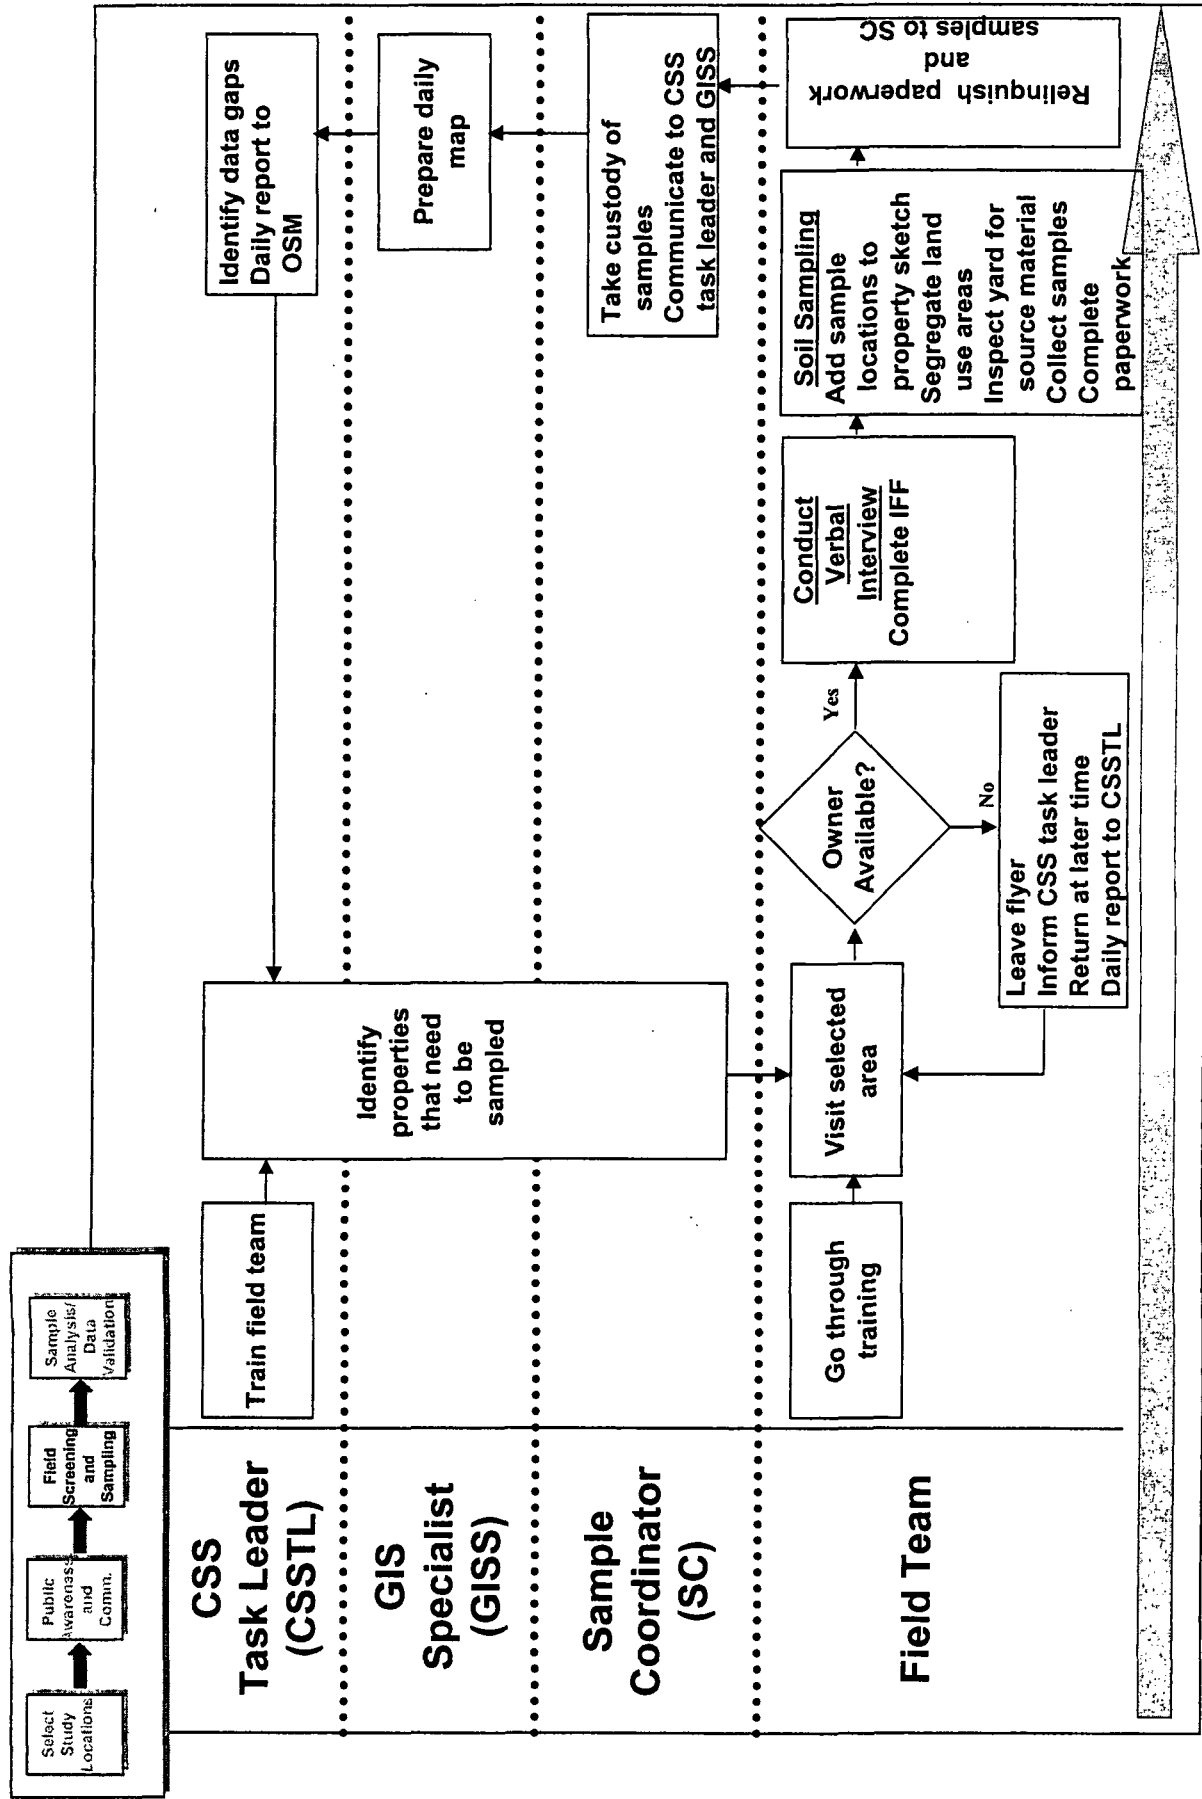 Select
Study
Locations
Public
Awareness
and
Comm.
Field
Screening
and
Sampling
Sample
Analysis/
Data
Validation
CSS
Task Leader
(CSSTL)
Train field team
Identify data gaps
Daily report to
OSM
GIS
Specialist
(GISS)
Identify
properties
that need
to be
sampled
Prepare daily
map
Sample
Coordinator
(SC)
Take custody of
samples
Communicate to CSS
task leader and GISS
Field Team
Go through
training
Visit selected
area
Owner
Available?
Yes
No
Leave flyer
Inform CSS task leader
Return at later time
Daily report to CSSTL
Conduct
Verbal
Interview
Complete IFF
Soil Sampling
Add sample
locations to
property sketch
Segregate land
use areas
Inspect yard for
source material
Collect samples
Complete
paperwork
Relinquish paperwork
and
samples to SC